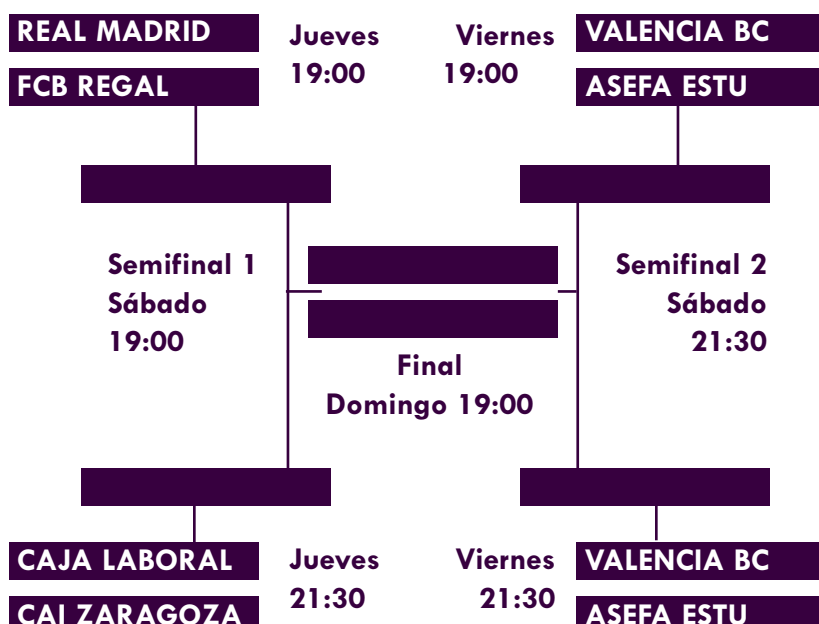 REAL MADRID
FCB REGAL
Jueves
19:00
Viernes
19:00
VALENCIA BC
ASEFA ESTU
Semifinal 1
Sábado
19:00
Semifinal 2
Sábado
21:30
Final
Domingo 19:00
CAJA LABORAL
CAI ZARAGOZA
Jueves
21:30
Viernes
21:30
VALENCIA BC
ASEFA ESTU